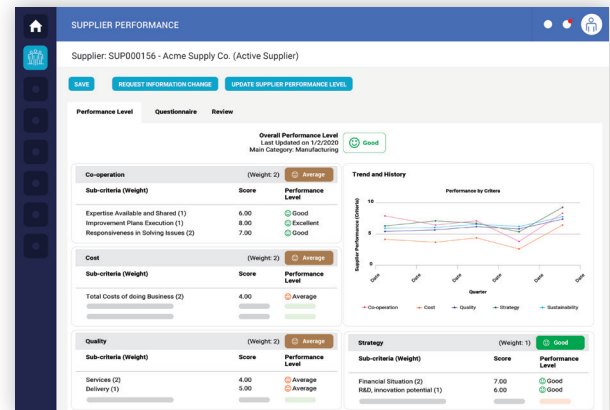 SUPPLIER PERFORMANCE
Supplier: SUP000156 - Acme Supply Co. (Active Supplier)
SAVE
REQUEST INFORMATION CHANGE
UPDATE SUPPLIER PERFORMANCE LEVEL
Performance Level
Questionnaire
Review
Overall Performance Level
Last Updated on 1/2/2020
Main Category: Manufacturing
Good
Co-operation (Weight: 2) Average
Sub-criteria (Weight) Score Performance Level
Expertise Available and Shared (1) 6.00 Good
Improvement Plans Execution (1) 8.00 Excellent
Responsiveness in Solving Issues (2) 7.00 Good
Trend and History
Performance by Criteria
Supplier Performance (Criteria)
10
5
0
Date Date Date Date Date Date
Quarter
Co-operation Cost Quality Strategy Sustainability
Cost (Weight: 2) Average
Sub-criteria (Weight) Score Performance Level
Total Costs of doing Business (2) 4.00 Average
Quality (Weight: 2) Average
Sub-criteria (Weight) Score Performance Level
Services (2) 4.00 Average
Delivery (1) 5.00 Average
Strategy (Weight: 1) Good
Sub-criteria (Weight) Score Performance Level
Financial Situation (2) 7.00 Good
R&D, innovation potential (1) 6.00 Good